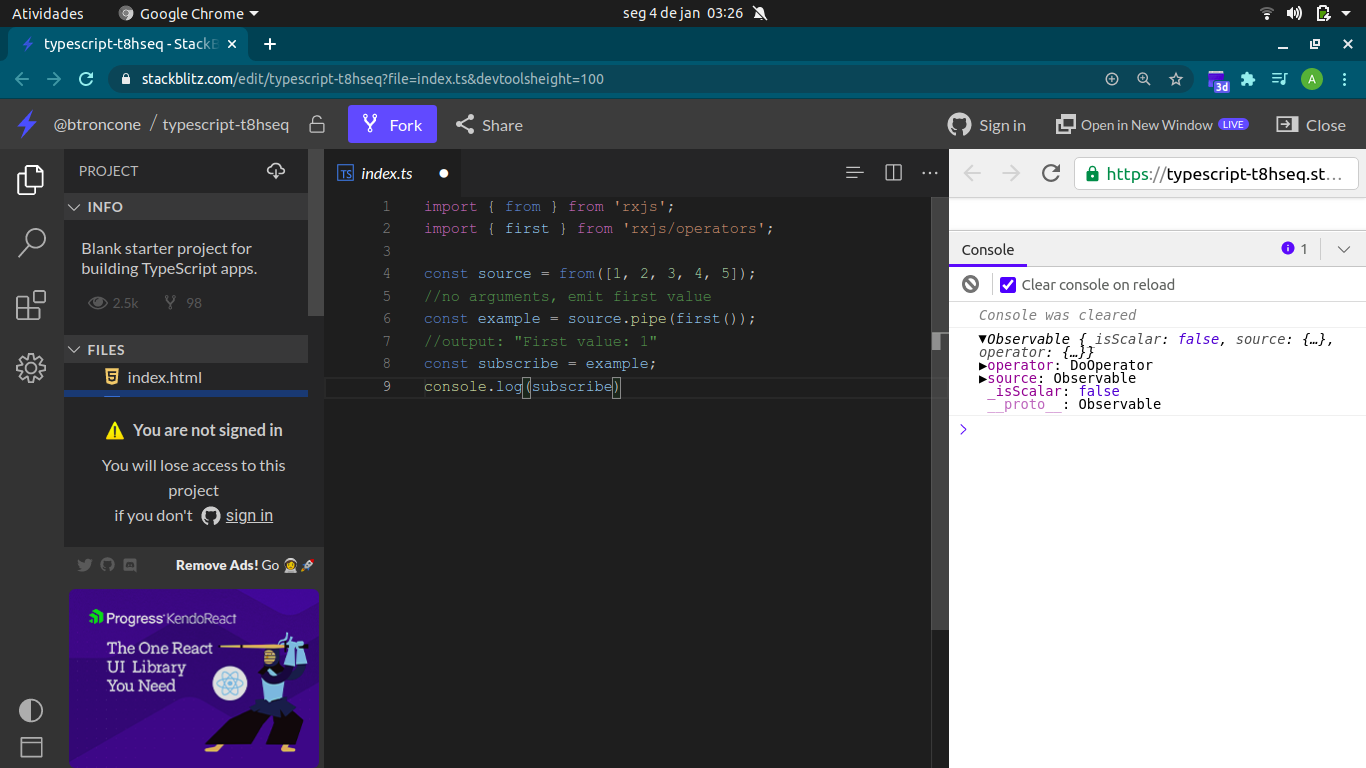 Atividades
Google Chrome
seg 4 de jan 03:26
typescript-t8hseq - StackB
stackblitz.com/edit/typescript-t8hseq?file=index.ts&devtoolsheight=100
3d
A
@btroncone / typescript-t8hseq
Fork
Share
Sign in
Open in New Window LIVE
Close
PROJECT
INFO
Blank starter project for
building TypeScript apps.
2.5k
98
FILES
index.html
You are not signed in
You will lose access to this
project
if you don't sign in
Remove Ads! Go
Progress KendoReact
The One React
UI Library
You Need
TS index.ts
1 import { from } from 'rxjs';
2 import { first } from 'rxjs/operators';
3
4 const source = from([1, 2, 3, 4, 5]);
5 //no arguments, emit first value
6 const example = source.pipe(first());
7 //output: "First value: 1"
8 const subscribe = example;
9 console.log(subscribe)
https://typescript-t8hseq.st...
Console
1
Clear console on reload
Console was cleared
▼Observable {_isScalar: false, source: {…},
operator: {…}}
▶operator: DoOperator
▶source: Observable
_isScalar: false
__proto__: Observable